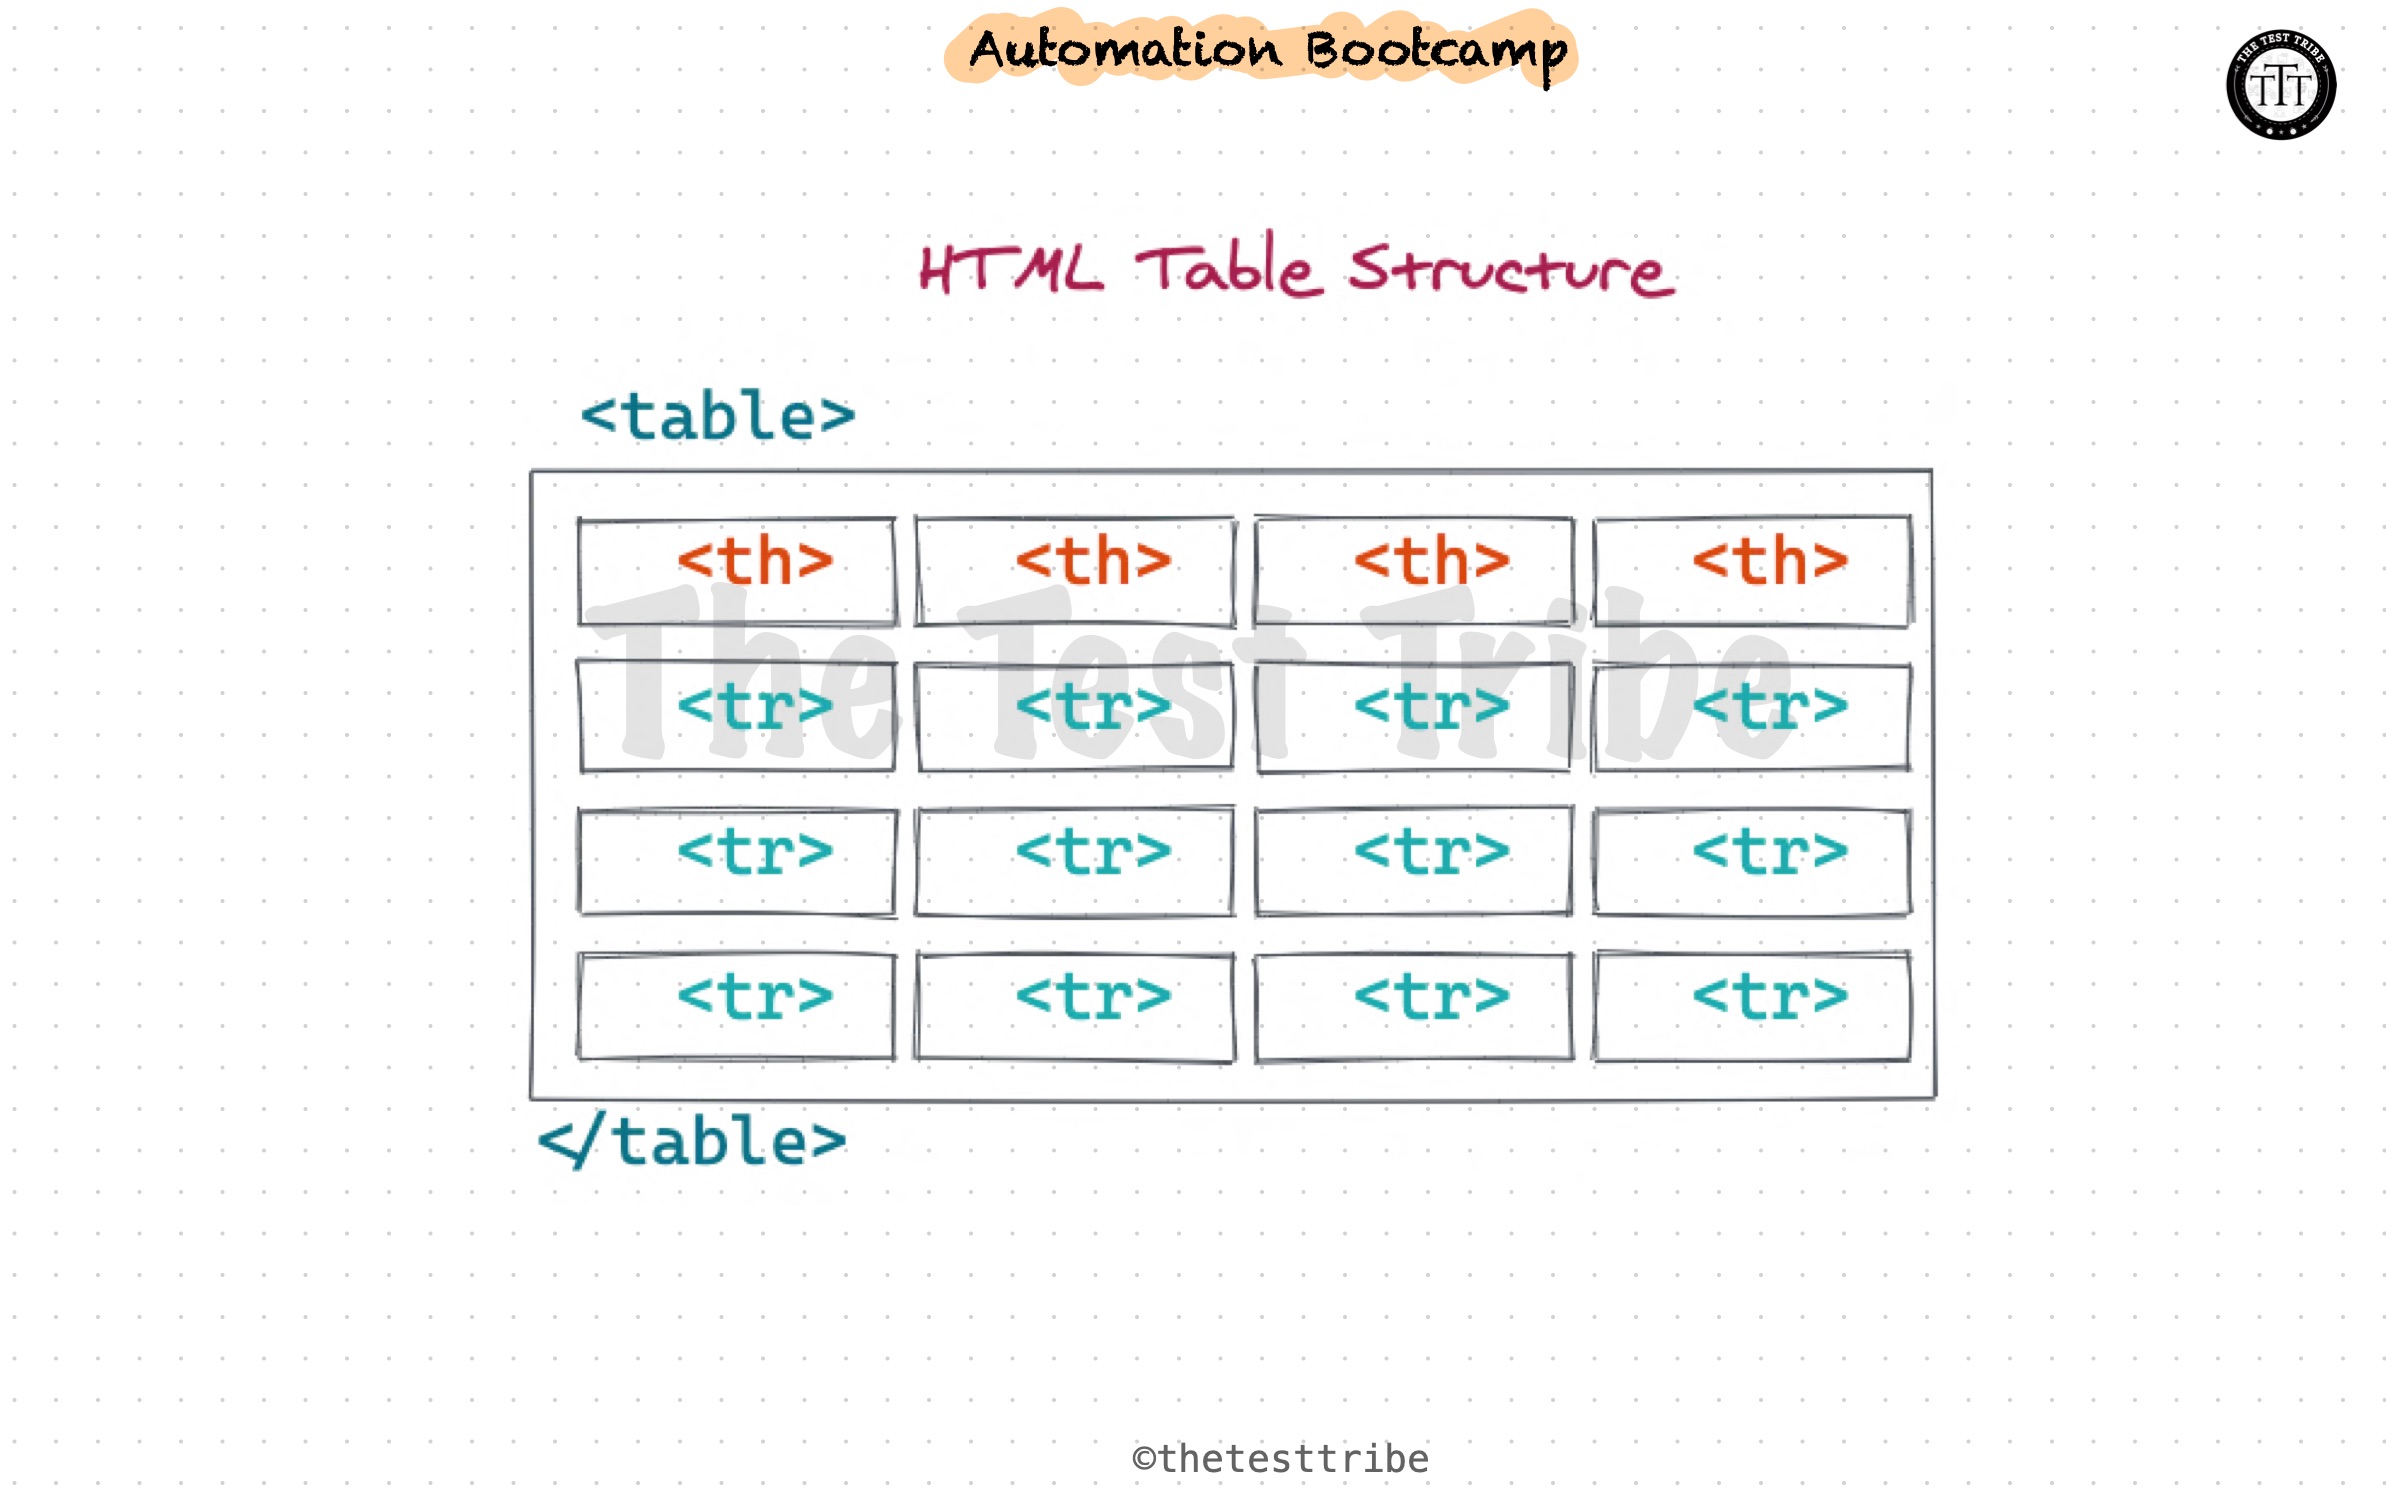 Automation Bootcamp
THE TEST TRIBE
TTT
HTML Table Structure
<table>
<th> <th> <th> <th>
The Test Tribe
<tr> <tr> <tr> <tr>
<tr> <tr> <tr> <tr>
<tr> <tr> <tr> <tr>
</table>
©thetesttribe